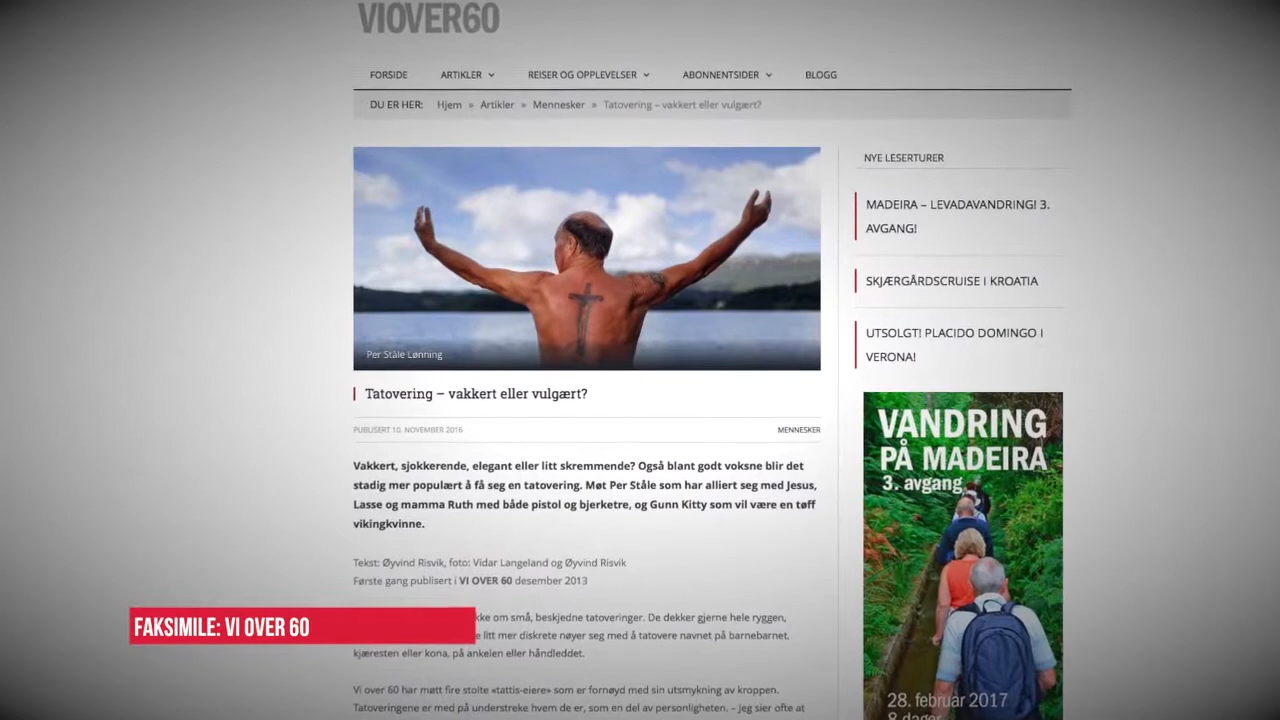 VIOVER60
FORSIDE ARTIKLER REISER OG OPPLEVELSER ABONNENTSIDER BLOGG
DU ER HER: Hjem » Artikler » Mennesker » Tatovering – vakkert eller vulgært?
Per Ståle Lønning
Tatovering – vakkert eller vulgært?
PUBLISERT 10. NOVEMBER 2016 MENNESKER
Vakkert, sjokkerende, elegant eller litt skremmende? Også blant godt voksne blir det
stadig mer populært å få seg en tatovering. Møt Per Ståle som har alliert seg med Jesus,
Lasse og mamma Ruth med både pistol og bjerketre, og Gunn Kitty som vil være en tøff
vikingkvinne.
Tekst: Øyvind Risvik, foto: Vidar Langeland og Øyvind Risvik
Første gang publisert i VI OVER 60 desember 2013
om små, beskjedne tatoveringer. De dekker gjerne hele ryggen,
litt mer diskrete nøyer seg med å tatovere navnet på barnebarnet,
kjæresten eller kona, på ankelen eller håndleddet.
Vi over 60 har møtt fire stolte «tattis-eiere» som er fornøyd med sin utsmykning av kroppen.
Tatoveringene er med på understreke hvem de er, som en del av personligheten. – Jeg sier ofte at
FAKSIMILE: VI OVER 60
NYE LESERTURER
MADEIRA – LEVADAVANDRING! 3.
AVGANG!
SKJÆRGÅRDSCRUISE I KROATIA
UTSOLGT! PLACIDO DOMINGO I
VERONA!
VANDRING
PÅ MADEIRA
3. avgang
28. februar 2017
8 dager